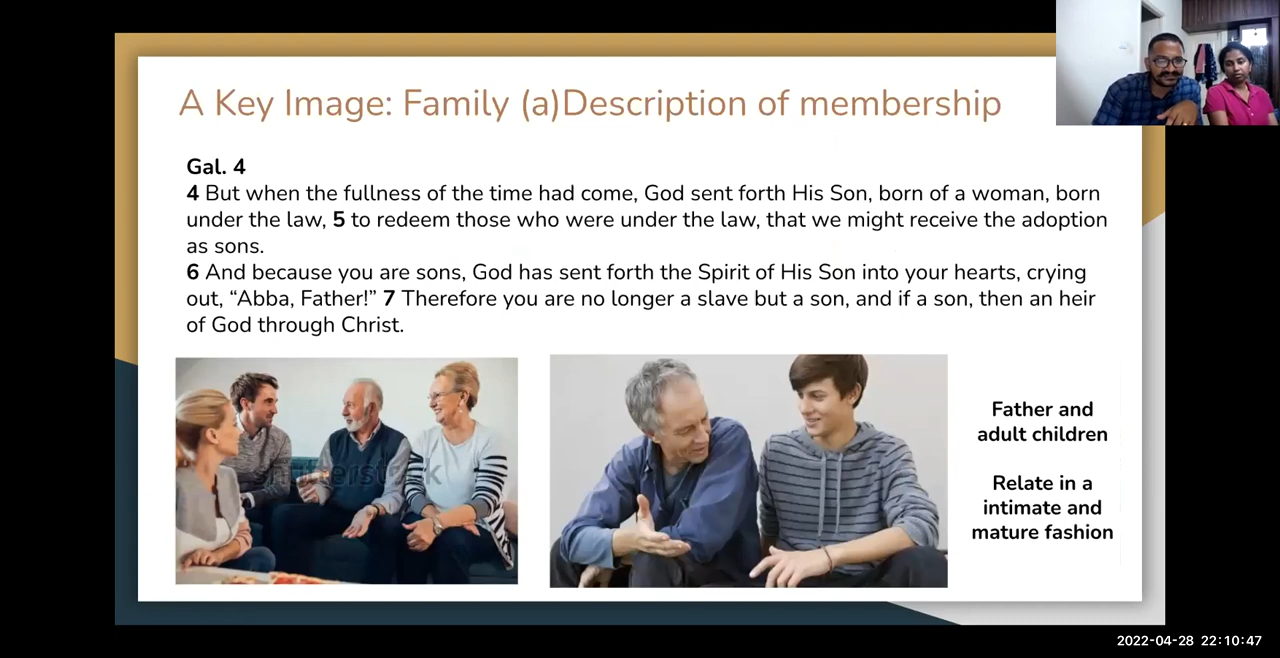 A Key Image: Family (a)Description of membership
Gal. 4
4 But when the fullness of the time had come, God sent forth His Son, born of a woman, born
under the law, 5 to redeem those who were under the law, that we might receive the adoption
as sons.
6 And because you are sons, God has sent forth the Spirit of His Son into your hearts, crying
out, “Abba, Father!” 7 Therefore you are no longer a slave but a son, and if a son, then an heir
of God through Christ.
shutterstock
Father and
adult children
Relate in a
intimate and
mature fashion
2022-04-28 22:10:47